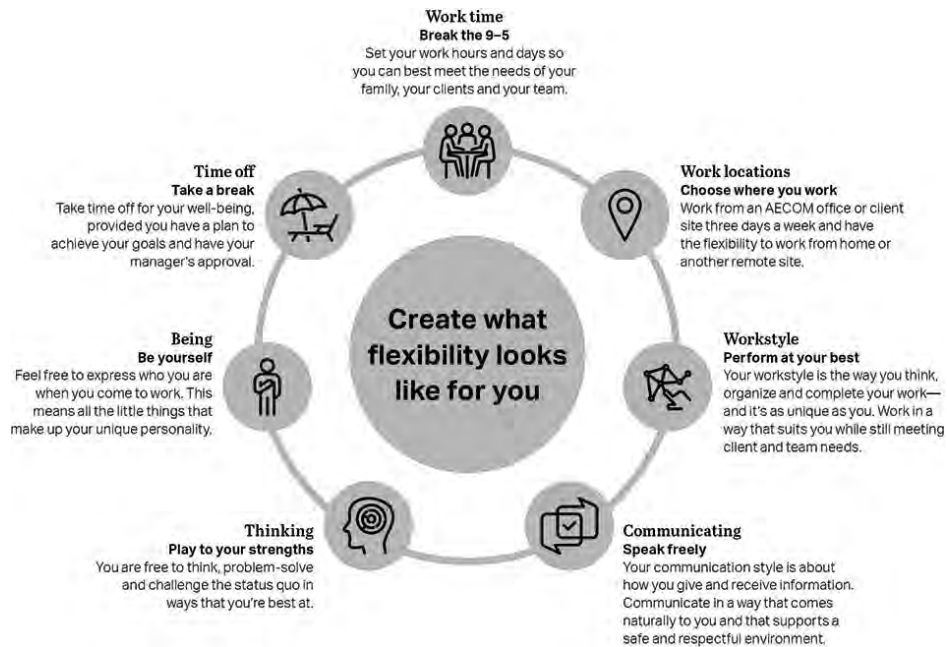 Work time
Break the 9–5
Set your work hours and days so
you can best meet the needs of your
family, your clients and your team.
Time off
Take a break
Take time off for your well-being,
provided you have a plan to
achieve your goals and have your
manager's approval.
Work locations
Choose where you work
Work from an AECOM office or client
site three days a week and have
the flexibility to work from home or
another remote site.
Create what
flexibility looks
like for you
Being
Be yourself
Feel free to express who you are
when you come to work. This
means all the little things that
make up your unique personality.
Workstyle
Perform at your best
Your workstyle is the way you think,
organize and complete your work—
and it's as unique as you. Work in a
way that suits you while still meeting
client and team needs.
Thinking
Play to your strengths
You are free to think, problem-solve
and challenge the status quo in
ways that you're best at.
Communicating
Speak freely
Your communication style is about
how you give and receive information.
Communicate in a way that comes
naturally to you and that supports a
safe and respectful environment.